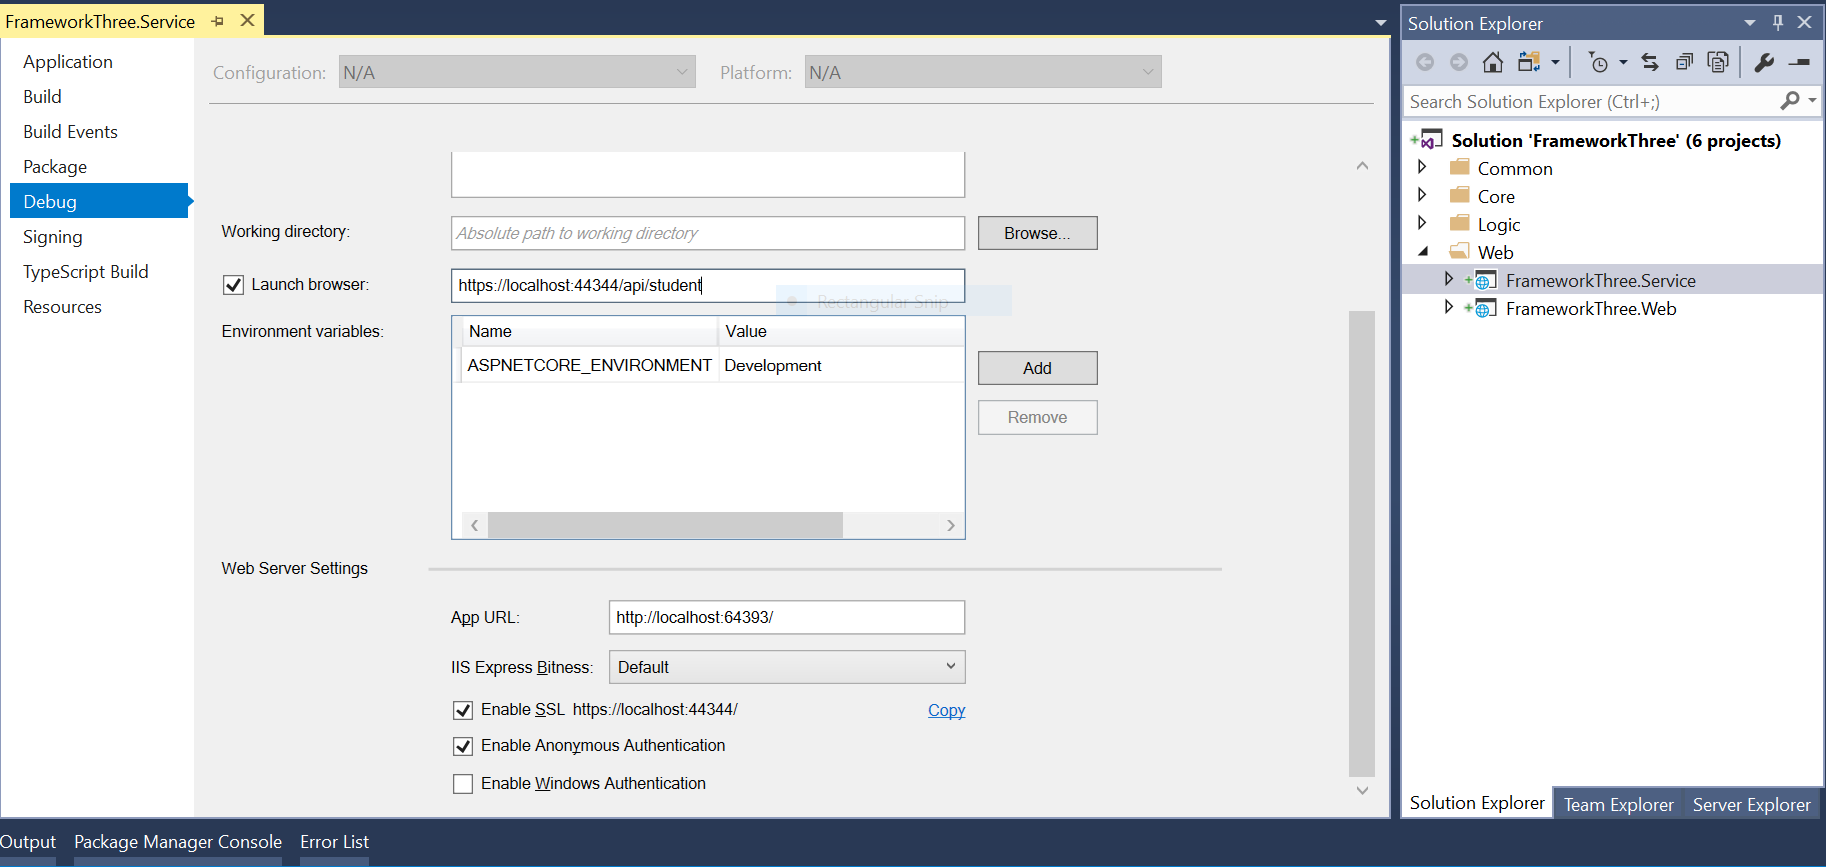 FrameworkThree.Service
Application
Build
Build Events
Package
Debug
Signing
TypeScript Build
Resources
Configuration: N/A Platform: N/A
Working directory: Absolute path to working directory Browse...
Launch browser: https://localhost:44344/api/student
Rectangular Snip
Environment variables: Name Value
ASPNETCORE_ENVIRONMENT Development
Add
Remove
Web Server Settings
App URL: http://localhost:64393/
IIS Express Bitness: Default
Enable SSL https://localhost:44344/ Copy
Enable Anonymous Authentication
Enable Windows Authentication
Solution Explorer
Search Solution Explorer (Ctrl+;)
Solution 'FrameworkThree' (6 projects)
Common
Core
Logic
Web
FrameworkThree.Service
FrameworkThree.Web
Solution Explorer Team Explorer Server Explorer
Output Package Manager Console Error List